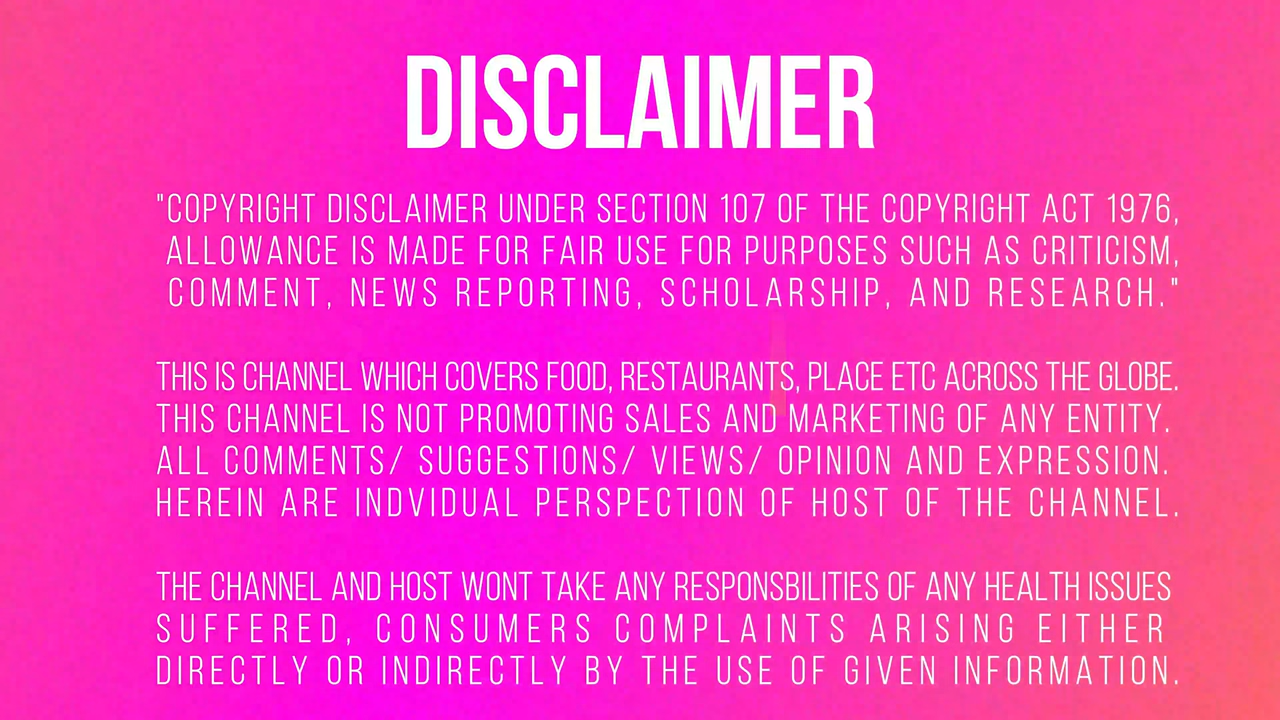 DISCLAIMER
"COPYRIGHT DISCLAIMER UNDER SECTION 107 OF THE COPYRIGHT ACT 1976,
ALLOWANCE IS MADE FOR FAIR USE FOR PURPOSES SUCH AS CRITICISM,
COMMENT, NEWS REPORTING, SCHOLARSHIP, AND RESEARCH."
THIS IS CHANNEL WHICH COVERS FOOD, RESTAURANTS, PLACE ETC ACROSS THE GLOBE.
THIS CHANNEL IS NOT PROMOTING SALES AND MARKETING OF ANY ENTITY.
ALL COMMENTS/ SUGGESTIONS/ VIEWS/ OPINION AND EXPRESSION.
HEREIN ARE INDVIDUAL PERSPECTION OF HOST OF THE CHANNEL.
THE CHANNEL AND HOST WONT TAKE ANY RESPONSBILITIES OF ANY HEALTH ISSUES
SUFFERED, CONSUMERS COMPLAINTS ARISING EITHER
DIRECTLY OR INDIRECTLY BY THE USE OF GIVEN INFORMATION.